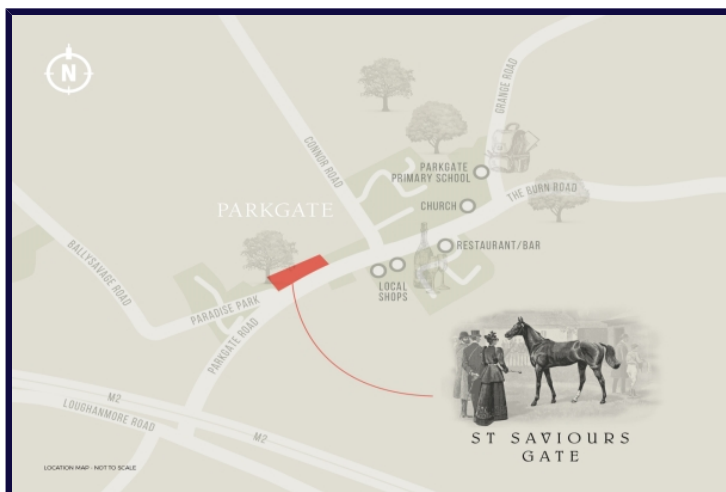 N
CONNOR ROAD
GRANGE ROAD
PARKGATE
PRIMARY SCHOOL
THE BURN ROAD
CHURCH
PARKGATE
RESTAURANT/BAR
BALLYSAVAGE ROAD
LOCAL
SHOPS
PARADISE PARK
PARKGATE ROAD
M2
LOUGHANMORE ROAD
M2
ST SAVIOURS
GATE
LOCATION MAP - NOT TO SCALE